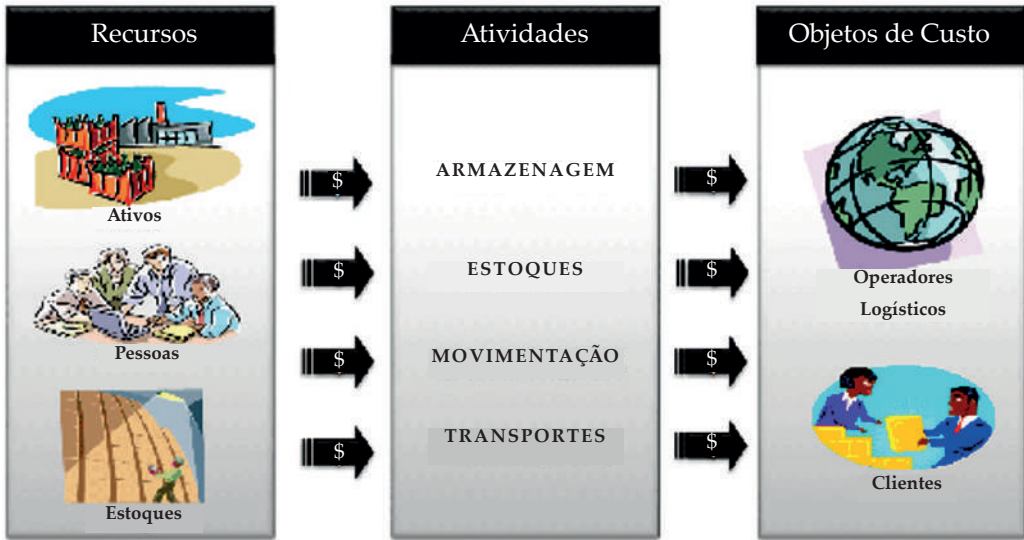 Recursos
Ativos
Pessoas
Estoques
$
$
$
$
Atividades
ARMAZENAGEM
ESTOQUES
MOVIMENTAÇÃO
TRANSPORTES
$
$
$
$
Objetos de Custo
Operadores
Logísticos
Clientes